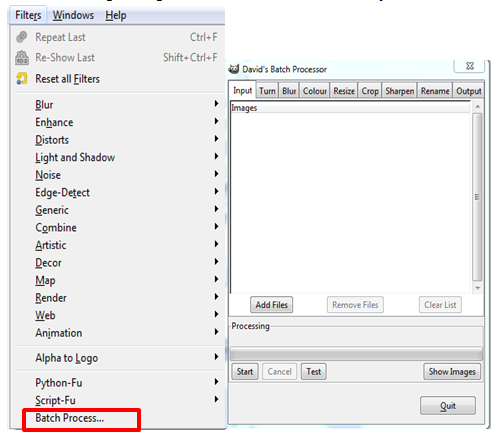 Filters Windows Help
Repeat Last Ctrl+F
Re-Show Last Shift+Ctrl+F
Reset all Filters
Blur
Enhance
Distorts
Light and Shadow
Noise
Edge-Detect
Generic
Combine
Artistic
Decor
Map
Render
Web
Animation
Alpha to Logo
Python-Fu
Script-Fu
Batch Process...
David's Batch Processor
Input Turn Blur Colour Resize Crop Sharpen Rename Output
Images
Add Files Remove Files Clear List
Processing
Start Cancel Test Show Images
Quit